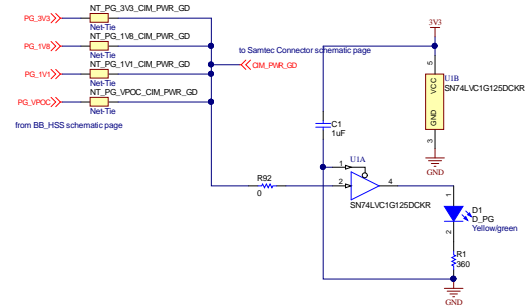 NT_PG_3V3_CIM_PWR_GD
PG_3V3
Net-Tie
NT_PG_1V8_CIM_PWR_GD
PG_1V8
Net-Tie
NT_PG_1V1_CIM_PWR_GD
PG_1V1
Net-Tie
NT_PG_VPOC_CIM_PWR_GD
PG_VPOC
Net-Tie
from BB_HSS schematic page
to Samtec Connector schematic page
CIM_PWR_GD
3V3
5
VCC
GND
3
U1B
SN74LVC1G125DCKR
GND
C1
1uF
U1A
1
2
4
SN74LVC1G125DCKR
R92
0
1
D1
D_PG
Yellow/green
2
R1
360
GND